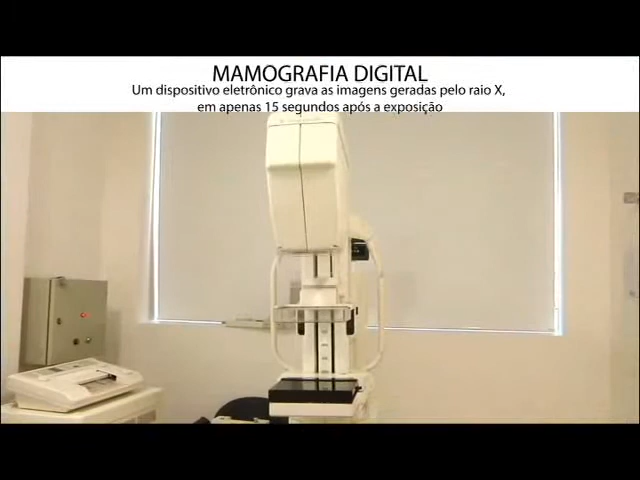 MAMOGRAFIA DIGITAL
Um dispositivo eletrônico grava as imagens geradas pelo raio X,
em apenas 15 segundos após a exposição